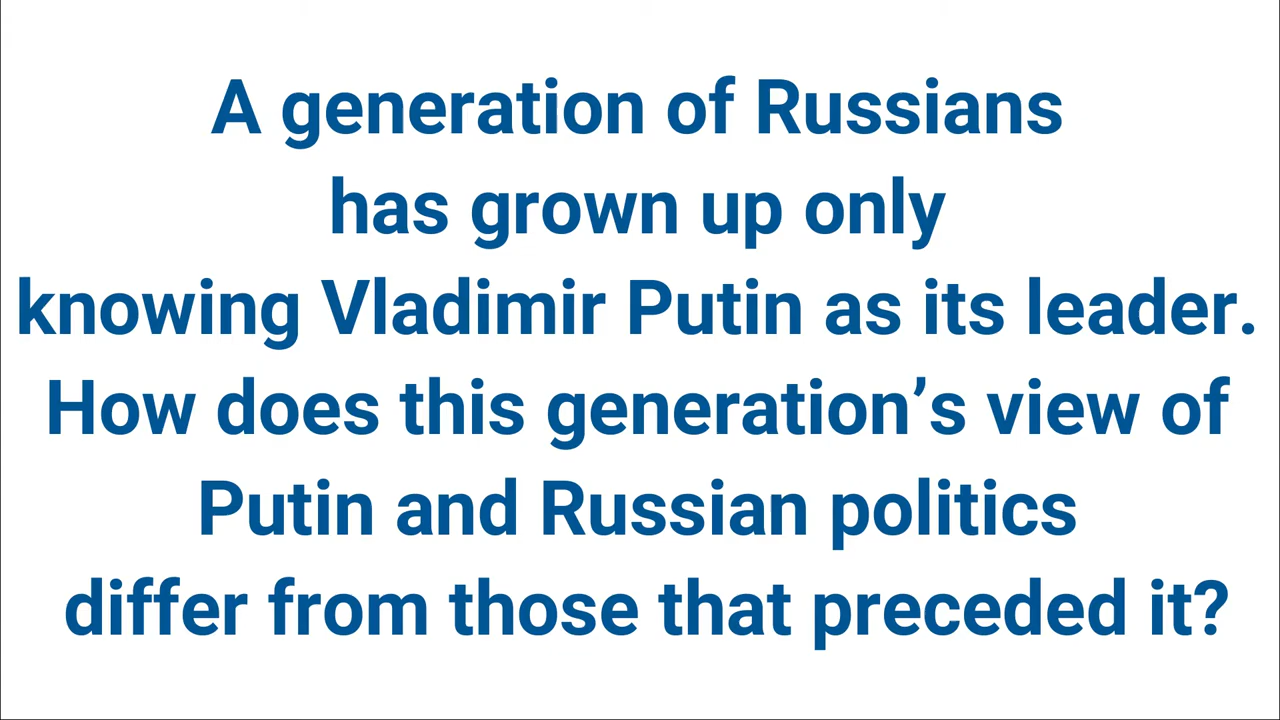 A generation of Russians
has grown up only
knowing Vladimir Putin as its leader.
How does this generation’s view of
Putin and Russian politics
differ from those that preceded it?